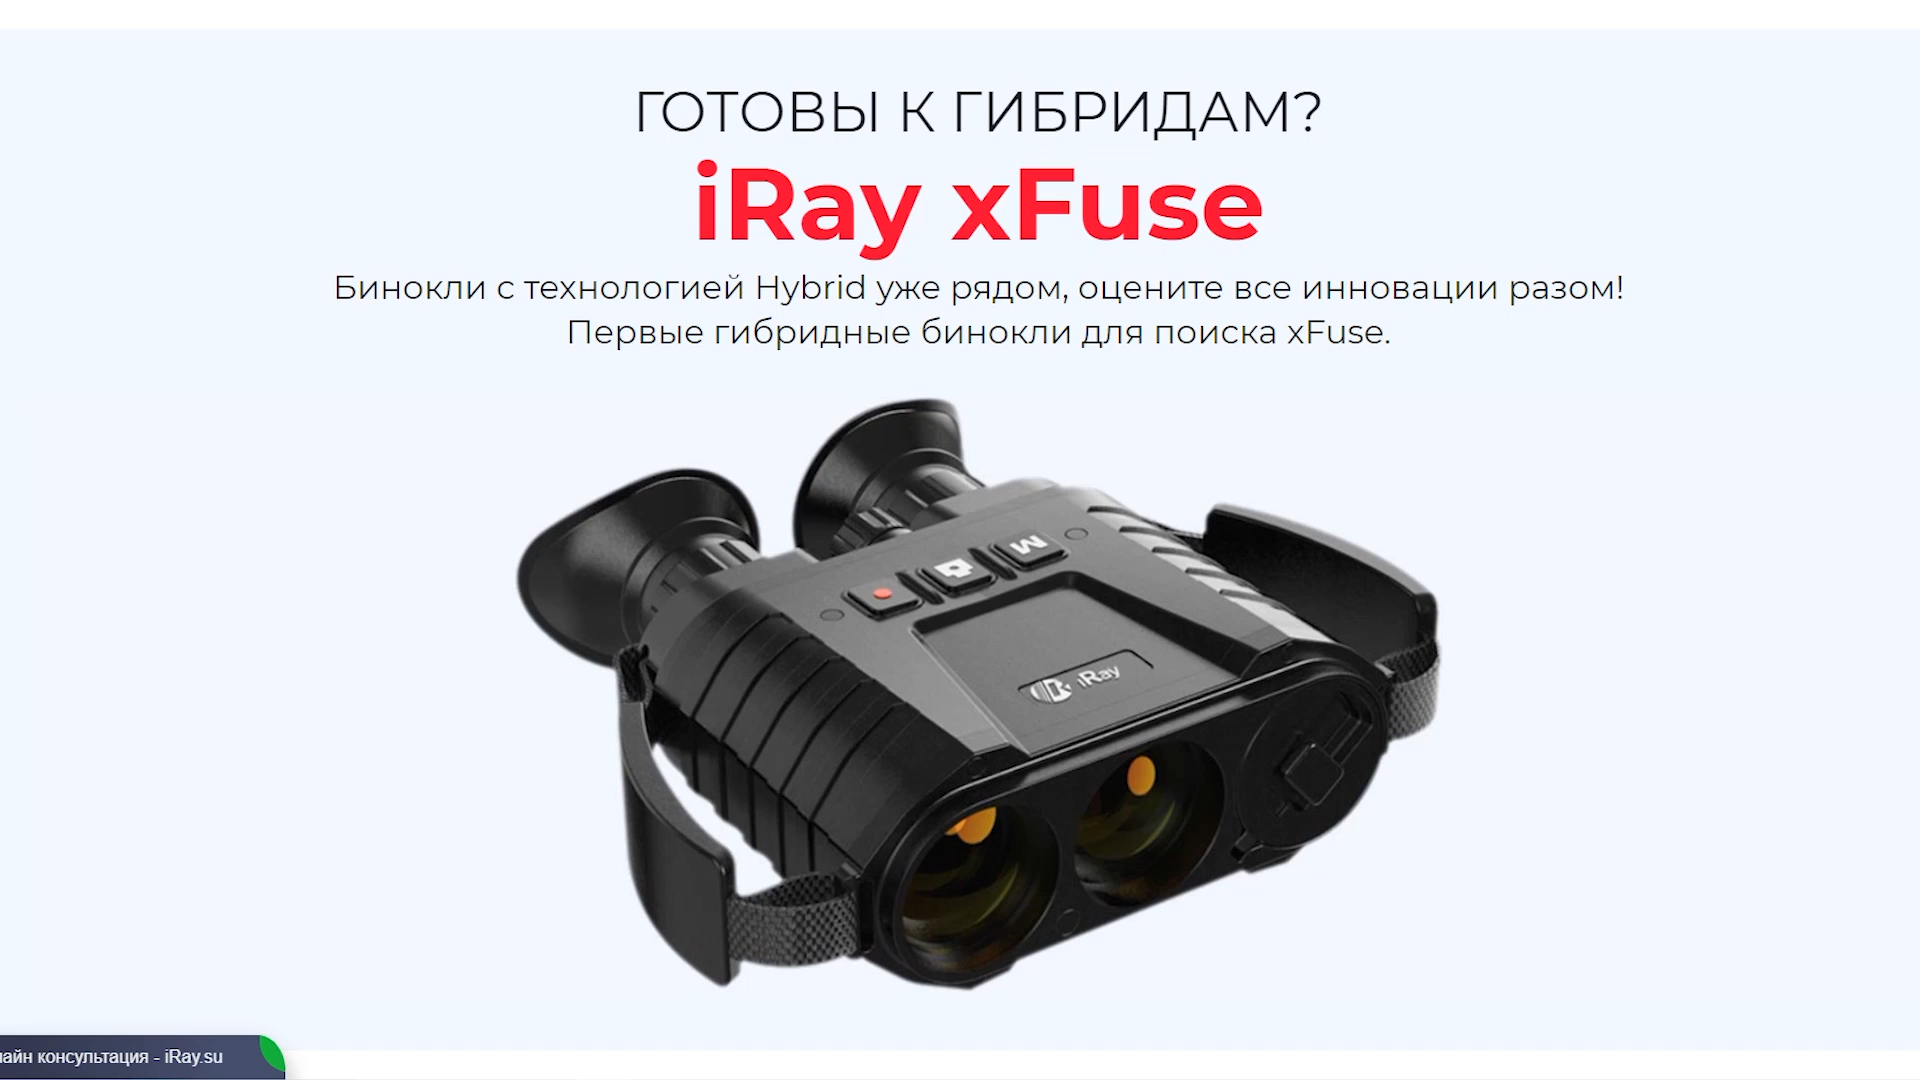 ГОТОВЫ К ГИБРИДАМ?
iRay xFuse
Бинокли с технологией Hybrid уже рядом, оцените все инновации разом!
Первые гибридные бинокли для поиска xFuse.
M
iRay
консультация - iRay.su